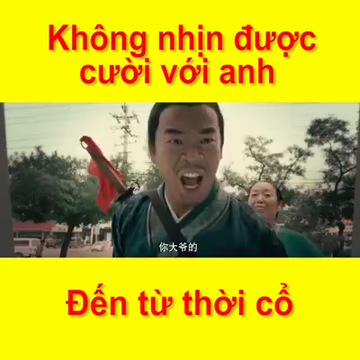 Không nhịn được
cười với anh
你大爷的
Đến từ thời cổ